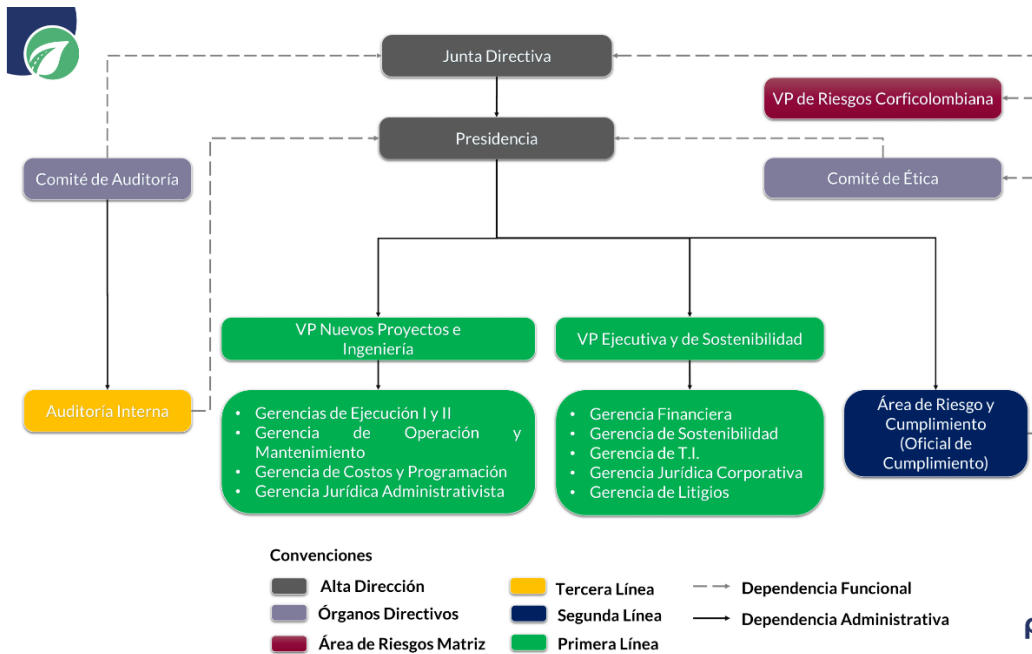 Junta Directiva
VP de Riesgos Corficolombiana
Presidencia
Comité de Auditoría
Comité de Ética
VP Nuevos Proyectos e
Ingeniería
VP Ejecutiva y de Sostenibilidad
Auditoría Interna
• Gerencias de Ejecución I y II
• Gerencia de Operación y
Mantenimiento
• Gerencia de Costos y Programación
• Gerencia Jurídica Administrativista
• Gerencia Financiera
• Gerencia de Sostenibilidad
• Gerencia de T.I.
• Gerencia Jurídica Corporativa
• Gerencia de Litigios
Área de Riesgo y
Cumplimiento
(Oficial de
Cumplimiento)
Convenciones
Alta Dirección
Órganos Directivos
Área de Riesgos Matriz
Tercera Línea
Segunda Línea
Primera Línea
Dependencia Funcional
Dependencia Administrativa